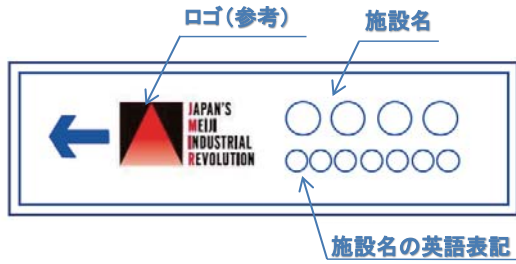 ロゴ(参考)
施設名
JAPAN'S
MEIJI
INDUSTRIAL
REVOLUTION
○○○○
○○○○○○○
施設名の英語表記